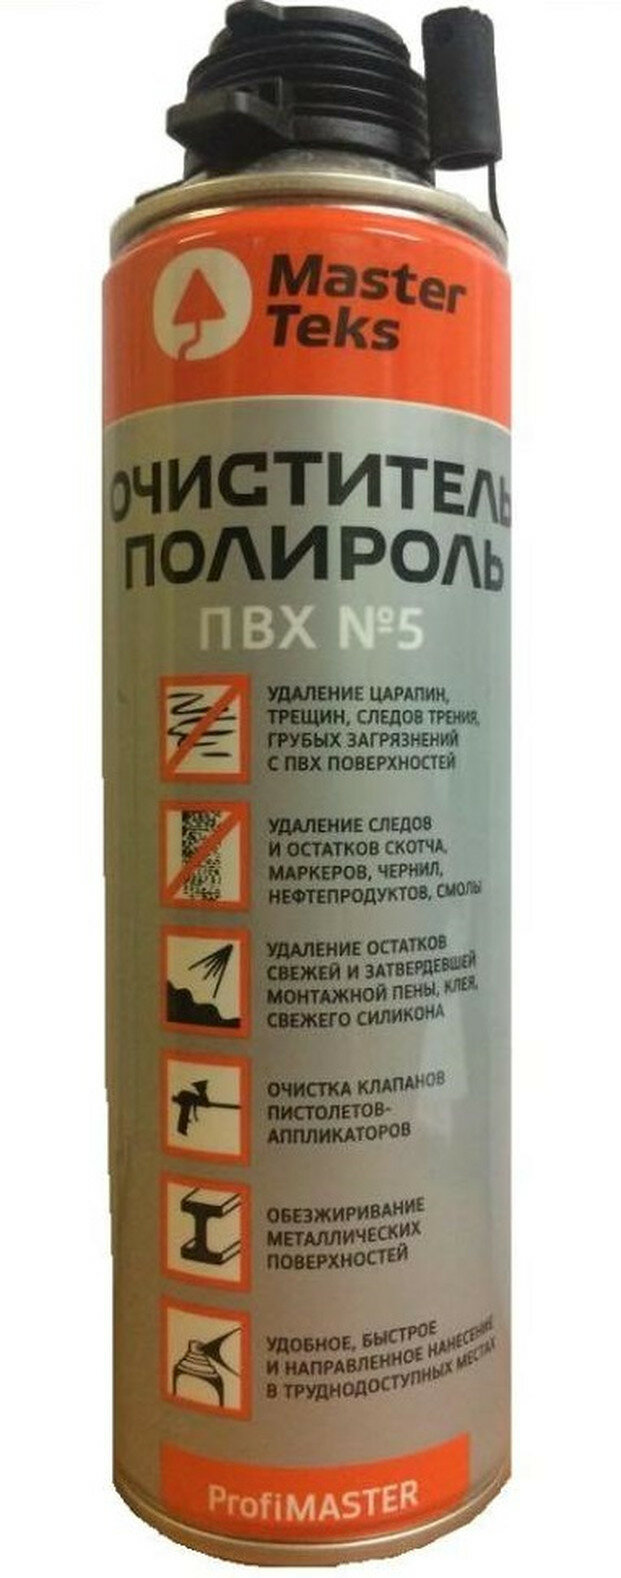 Master
Teks
ОЧИСТИТЕЛЬ
ПОЛИРОЛЬ
ПВХ №5
УДАЛЕНИЕ ЦАРАПИН,
ТРЕЩИН, СЛЕДОВ ТРЕНИЯ,
ГРУБЫХ ЗАГРЯЗНЕНИЙ
С ПВХ ПОВЕРХНОСТЕЙ
УДАЛЕНИЕ СЛЕДОВ
И ОСТАТКОВ СКОТЧА,
МАРКЕРОВ, ЧЕРНИЛ,
НЕФТЕПРОДУКТОВ, СМОЛЫ
УДАЛЕНИЕ ОСТАТКОВ
СВЕЖЕЙ И ЗАТВЕРДЕВШЕЙ
МОНТАЖНОЙ ПЕНЫ, КЛЕЯ,
СВЕЖЕГО СИЛИКОНА
ОЧИСТКА КЛАПАНОВ
ПИСТОЛЕТОВ-
АППЛИКАТОРОВ
ОБЕЗЖИРИВАНИЕ
МЕТАЛЛИЧЕСКИХ
ПОВЕРХНОСТЕЙ
УДОБНОЕ, БЫСТРОЕ
И НАПРАВЛЕННОЕ НАНЕСЕНИЕ
В ТРУДНОДОСТУПНЫХ МЕСТАХ
ProfiMASTER